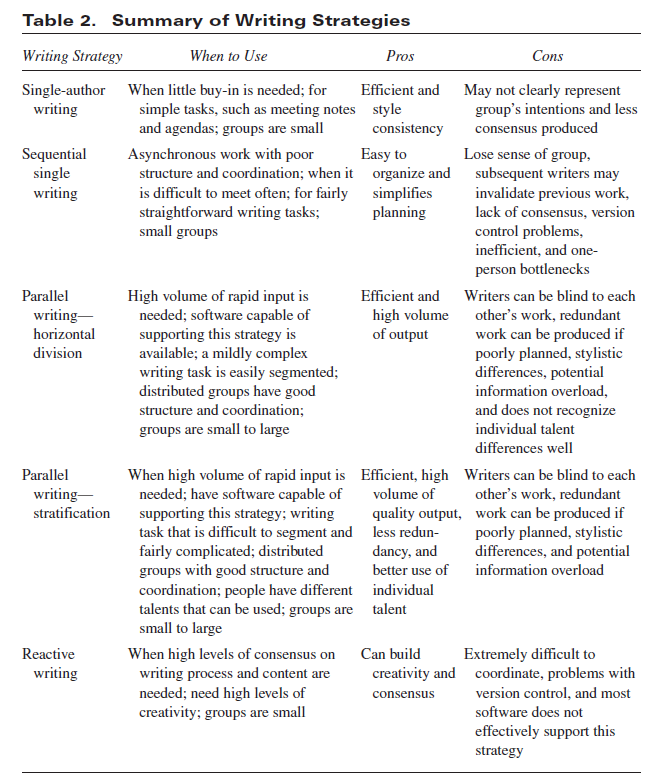 Table 2. Summary of Writing Strategies
Writing Strategy When to Use Pros Cons
Single-author When little buy-in is needed; for Efficient and May not clearly represent
writing simple tasks, such as meeting notes style group's intentions and less
and agendas; groups are small consistency consensus produced
Sequential Asynchronous work with poor Easy to Lose sense of group,
single structure and coordination; when it organize and subsequent writers may
writing is difficult to meet often; for fairly simplifies invalidate previous work,
straightforward writing tasks; planning lack of consensus, version
small groups control problems,
inefficient, and one-
person bottlenecks
Parallel High volume of rapid input is Efficient and Writers can be blind to each
writing— needed; software capable of high volume other's work, redundant
horizontal supporting this strategy is of output work can be produced if
division available; a mildly complex poorly planned, stylistic
writing task is easily segmented; differences, potential
distributed groups have good information overload,
structure and coordination; and does not recognize
groups are small to large individual talent
differences well
Parallel When high volume of rapid input is Efficient, high Writers can be blind to each
writing— needed; have software capable of volume of other's work, redundant
stratification supporting this strategy; writing quality output, work can be produced if
task that is difficult to segment and less redun- poorly planned, stylistic
fairly complicated; distributed dancy, and differences, and potential
groups with good structure and better use of information overload
coordination; people have different individual
talents that can be used; groups are talent
small to large
Reactive When high levels of consensus on Can build Extremely difficult to
writing writing process and content are creativity and coordinate, problems with
needed; need high levels of consensus version control, and most
creativity; groups are small software does not
effectively support this
strategy